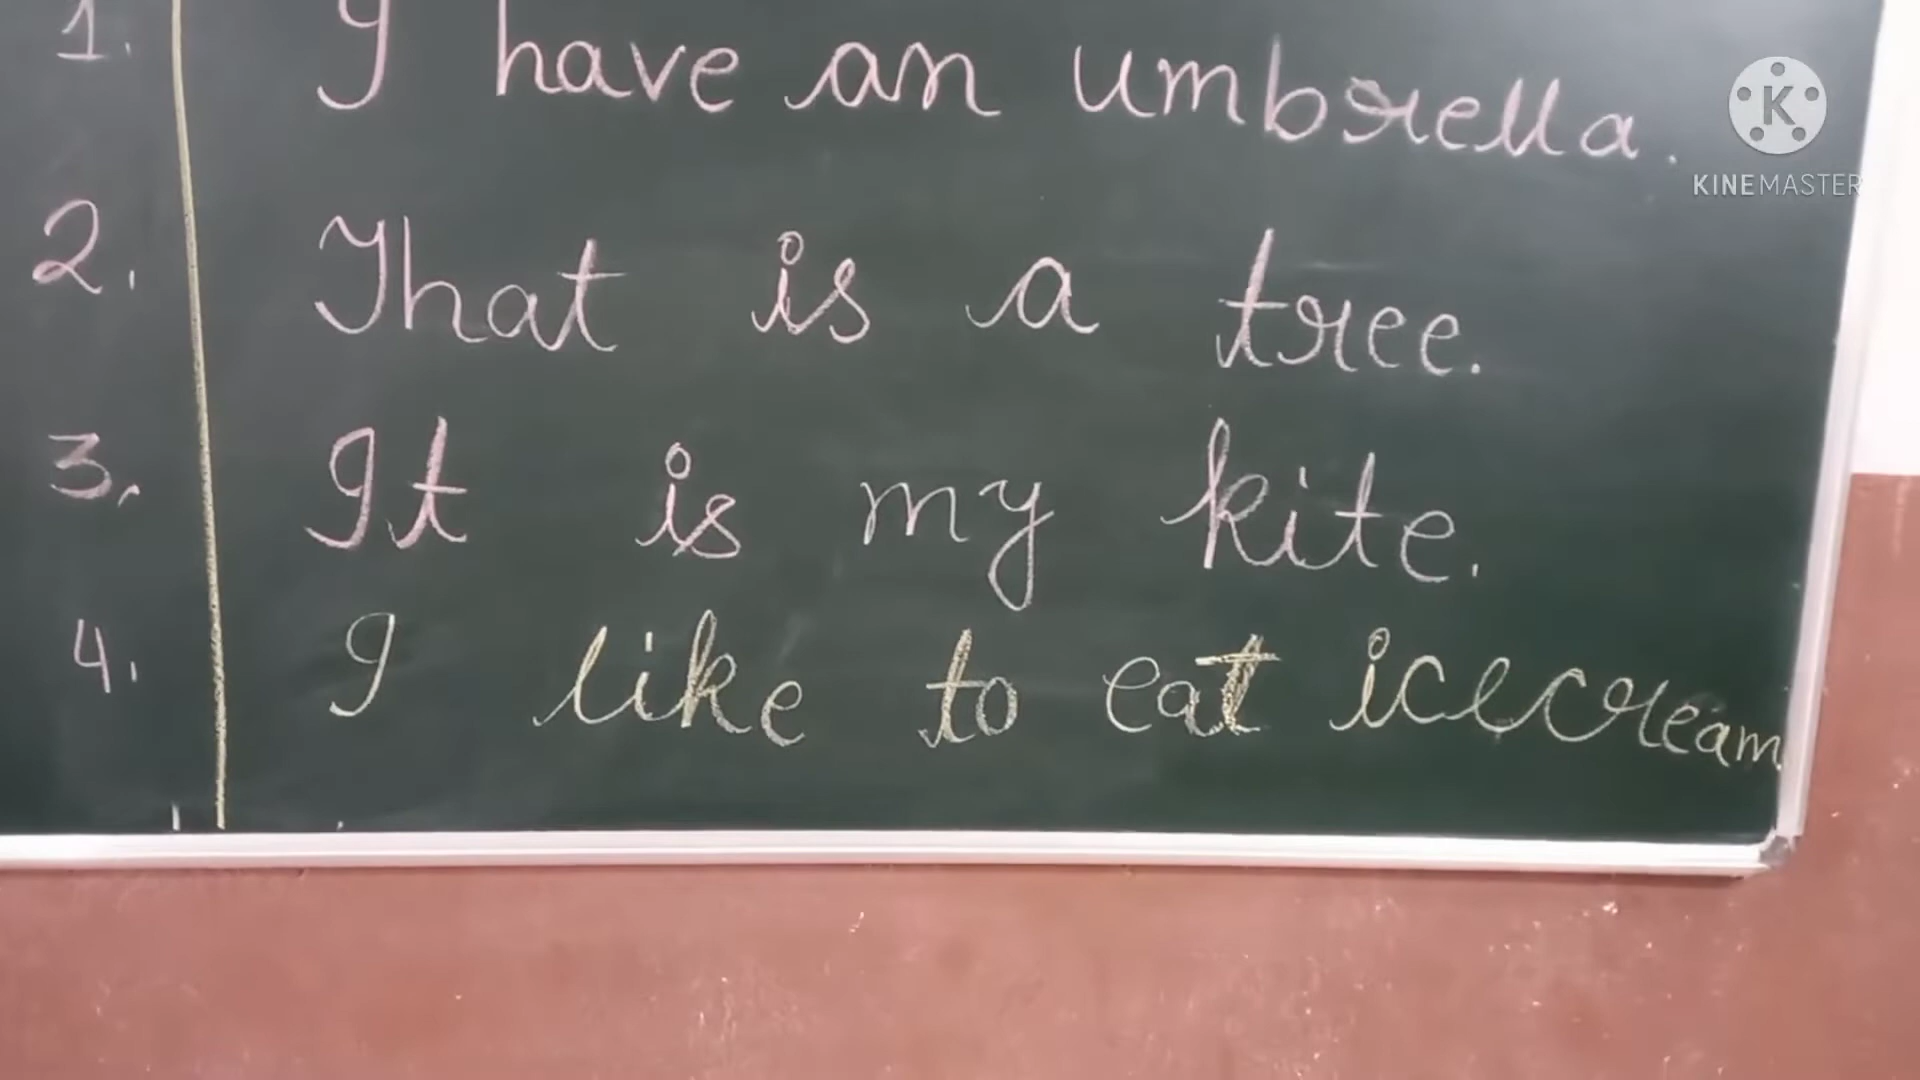 1. I have an umbrella.
2. That is a tree.
3. It is my kite.
4. I like to eat icecream
K
KINEMASTER